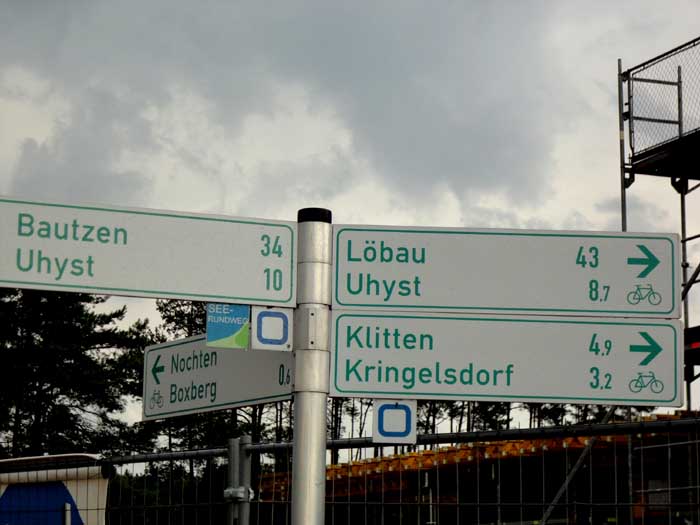 Bautzen 34
Uhyst 10
Löbau 43
Uhyst 8.7
Klitten 4.9
Kringelsdorf 3.2
SEE-
RUNDWEG
Nochten
Boxberg 0.6